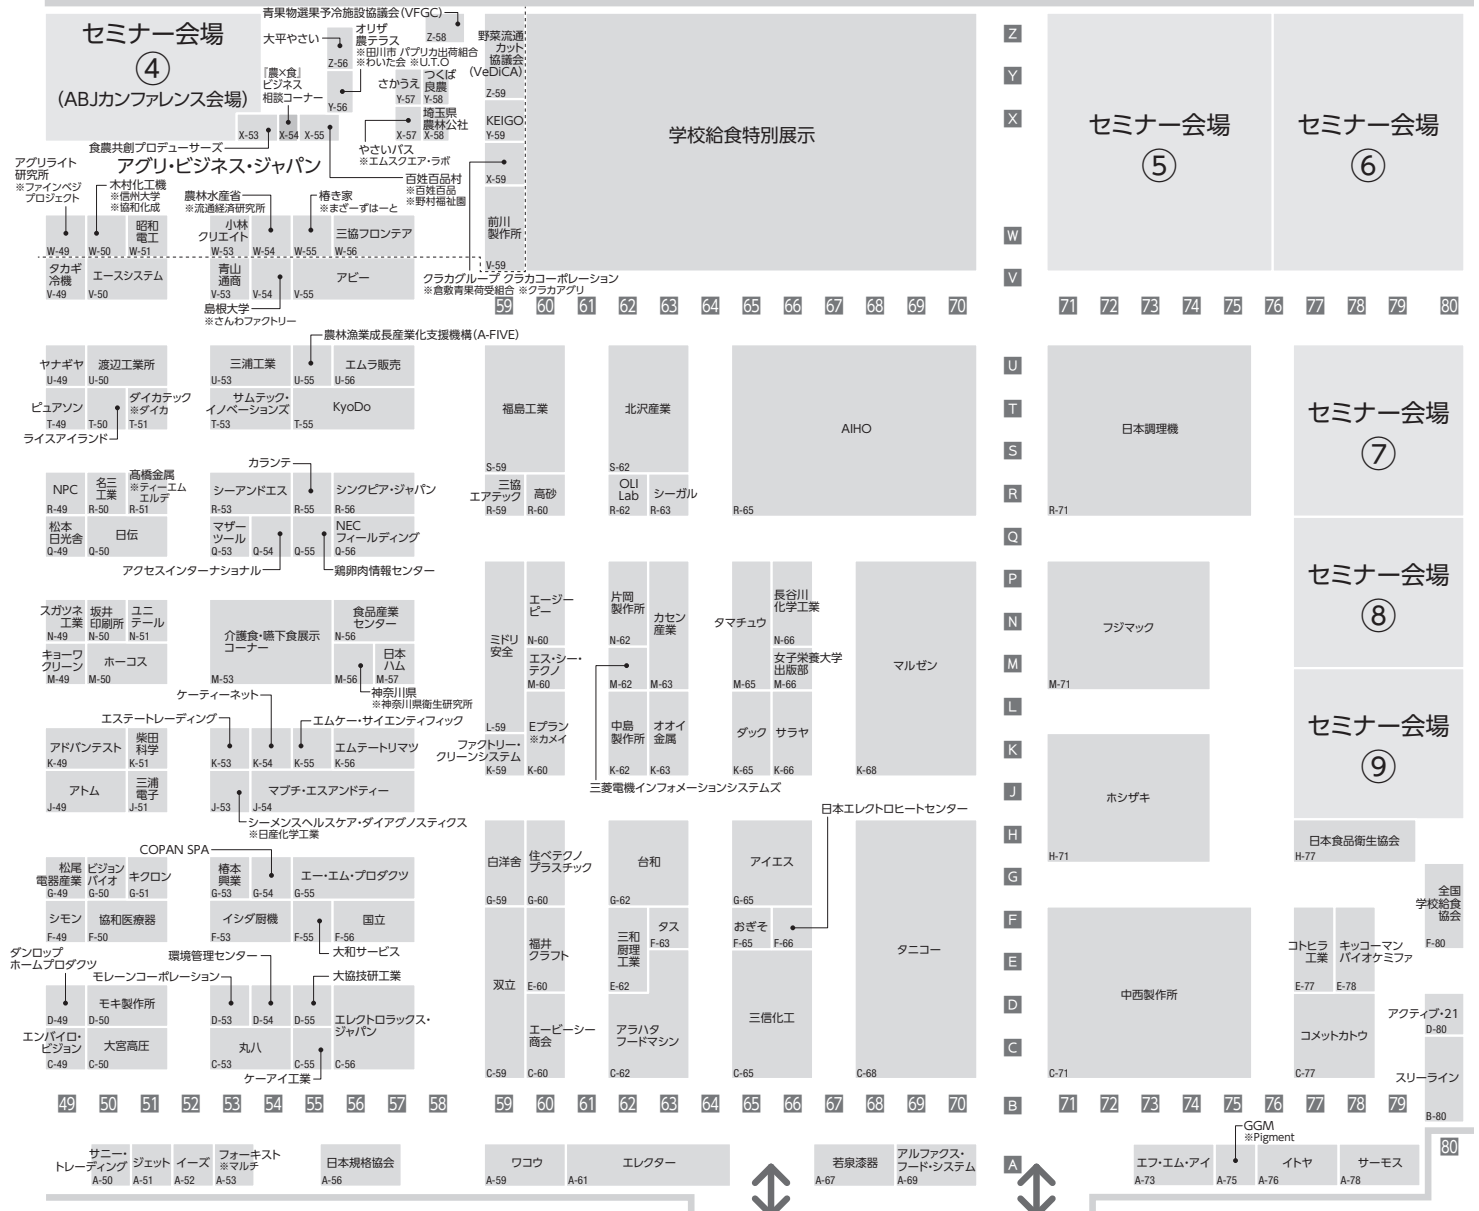 セミナー会場
④
(ABJカンファレンス会場)
青果物選果予冷施設協議会(VFGC)
Z-58
大平やさい
Z-56
オリザ
農テラス
※田川市 パプリカ出荷組合
※わいた会 ※U.T.O
Y-56
『農×食』
ビジネス
相談コーナー
X-53
X-54
X-55
食農共創プロデューサーズ
さかうえ
Y-57
つくば
良農
Y-58
X-57
埼玉県
農林公社
X-58
やさいバス
※エムスクエア・ラボ
百姓百品村
※百姓百品
※野村福祉園
アグリ・ビジネス・ジャパン
野菜流通
カット
協議会
(VeDiCA)
Z-59
KEIGO
Y-59
X-59
前川
製作所
V-59
クラカグループ クラカコーポレーション
※倉敷青果荷受組合 ※クラカアグリ
学校給食特別展示
セミナー会場
⑤
セミナー会場
⑥
Z
Y
X
W
V
アグリライト
研究所
※ファインベジ
プロジェクト
W-49
木村化工機
※信州大学
※協和化成
W-50
昭和
電工
W-51
農林水産省
※流通経済研究所
小林
クリエイト
W-53
W-54
椿き家
※まざーずはーと
W-55
三協フロンテア
W-56
タカギ
冷機
V-49
エースシステム
V-50
青山
通商
V-53
V-54
島根大学
※さんわファクトリー
アビー
V-55
59 60 61 62 63 64 65 66 67 68 69 70
71 72 73 74 75 76 77 78 79 80
農林漁業成長産業化支援機構(A-FIVE)
ヤナギヤ
U-49
渡辺工業所
U-50
三浦工業
U-53
U-55
エムラ販売
U-56
ピュアソン
T-49
T-50
ライスアイランド
ダイカテック
※ダイカ
T-51
サムテック・
イノベーションズ
T-53
KyoDo
T-55
福島工業
S-59
北沢産業
S-62
AIHO
R-65
U
T
S
R
Q
日本調理機
R-71
セミナー会場
⑦
カランテ
NPC
R-49
名三
工業
R-50
髙橋金属
※ティーエム
エルデ
R-51
シーアンドエス
R-53
R-55
シンクピア・ジャパン
R-56
三協
エアテック
R-59
高砂
R-60
OLI
Lab
R-62
シーガル
R-63
松本
日光舎
Q-49
日伝
Q-50
マザー
ツール
Q-53
Q-54
Q-55
NEC
フィールディング
Q-56
アクセスインターナショナル
鶏卵肉情報センター
スガツネ
工業
N-49
坂井
印刷所
N-50
ユニ
テール
N-51
介護食・嚥下食展示
コーナー
M-53
食品産業
センター
N-56
キョーワ
クリーン
M-49
ホーコス
M-50
M-56
日本
ハム
M-57
神奈川県
※神奈川県衛生研究所
ミドリ
安全
L-59
エージー
ピー
N-60
エス・シー・
テクノ
M-60
片岡
製作所
N-62
M-62
カセン
産業
M-63
タマチュウ
M-65
長谷川
化学工業
N-66
女子栄養大学
出版部
M-66
マルゼン
K-68
P
N
M
L
K
J
フジマック
M-71
セミナー会場
⑧
セミナー会場
⑨
ケーティーネット
エステートレーディング
エムケー・サイエンティフィック
アドバンテスト
K-49
柴田
科学
K-51
K-53
K-54
K-55
エムテートリマツ
K-56
ファクトリー・
クリーンシステム
K-59
Eプラン
※カメイ
K-60
中島
製作所
K-62
オオイ
金属
K-63
ダック
K-65
サラヤ
K-66
三菱電機インフォメーションシステムズ
アトム
J-49
三浦
電子
J-51
J-53
マブチ・エスアンドティー
J-54
シーメンスヘルスケア・ダイアグノスティクス
※日産化学工業
ホシザキ
H-71
日本エレクトロヒートセンター
COPAN SPA
松尾
電器産業
G-49
ビジョン
バイオ
G-50
キクロン
G-51
椿本
興業
G-53
G-54
エー・エム・プロダクツ
G-55
白洋舍
G-59
住べテクノ
プラスチック
G-60
台和
G-62
アイエス
G-65
H
G
F
E
D
C
B
A
日本食品衛生協会
H-77
シモン
F-49
協和医療器
F-50
イシダ厨機
F-53
F-55
国立
F-56
大和サービス
双立
C-59
福井
クラフト
E-60
三和
厨理
工業
E-62
タス
F-63
おぎそ
F-65
F-66
タニコー
C-68
中西製作所
C-71
コトヒラ
工業
E-77
キッコーマン
バイオケミファ
E-78
全国
学校給食
協会
F-80
ダンロップ
ホームプロダクツ
環境管理センター
モレーンコーポレーション
大協技研工業
D-49
モキ製作所
D-50
D-53
D-54
D-55
エレクトロラックス・
ジャパン
C-56
エンバイロ・
ビジョン
C-49
大宮高圧
C-50
丸八
C-53
C-55
ケーアイ工業
エービーシー
商会
C-60
アラハタ
フードマシン
C-62
三信化工
C-65
コメットカトウ
C-77
アクティブ・21
D-80
スリーライン
B-80
49 50 51 52 53 54 55 56 57 58
59 60 61 62 63 64 65 66 67 68 69 70
71 72 73 74 75 76 77 78 79
80
サニー・
トレーディング
A-50
ジェット
A-51
イーズ
A-52
フォーキスト
※マルチ
A-53
日本規格協会
A-56
ワコウ
A-59
エレクター
A-61
若泉漆器
A-67
アルファクス・
フード・システム
A-69
エフ・エム・アイ
A-73
GGM
※Pigment
A-75
イトヤ
A-76
サーモス
A-78